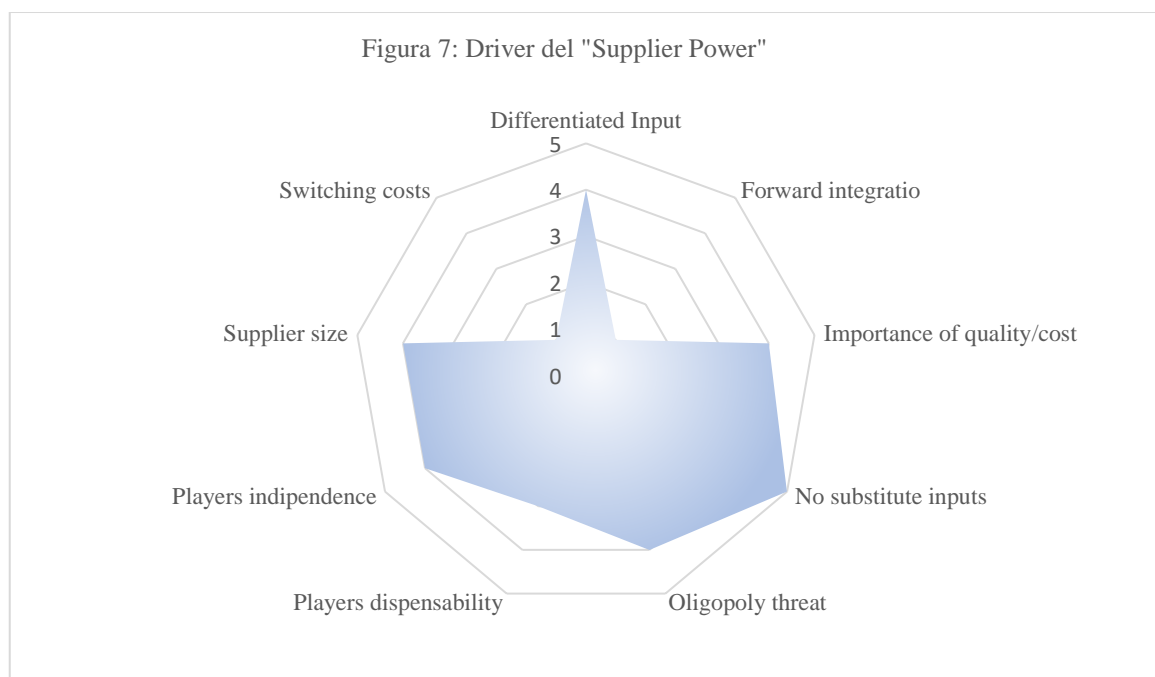 Figura 7: Driver del "Supplier Power"
Differentiated Input
Forward integratio
Importance of quality/cost
No substitute inputs
Oligopoly threat
Players dispensability
Players indipendence
Supplier size
Switching costs
5
4
3
2
1
0